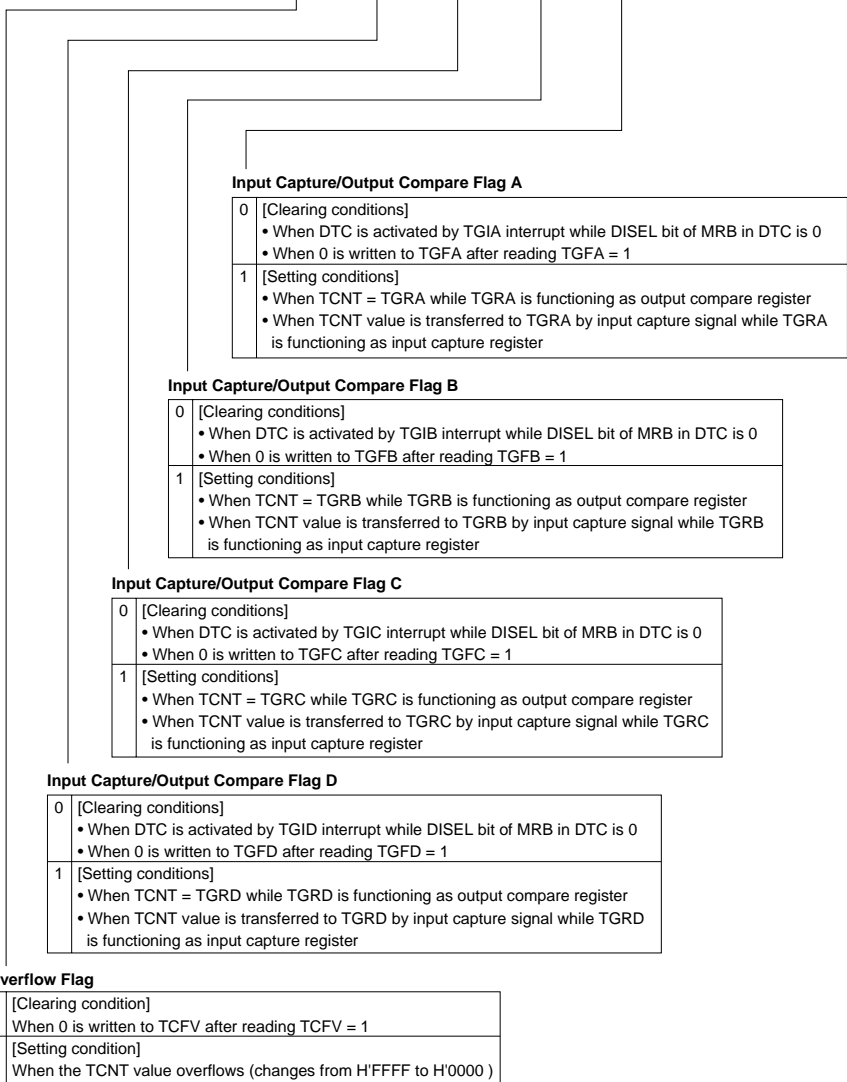 Input Capture/Output Compare Flag A
0 [Clearing conditions]
• When DTC is activated by TGIA interrupt while DISEL bit of MRB in DTC is 0
• When 0 is written to TGFA after reading TGFA = 1
1 [Setting conditions]
• When TCNT = TGRA while TGRA is functioning as output compare register
• When TCNT value is transferred to TGRA by input capture signal while TGRA
is functioning as input capture register
Input Capture/Output Compare Flag B
0 [Clearing conditions]
• When DTC is activated by TGIB interrupt while DISEL bit of MRB in DTC is 0
• When 0 is written to TGFB after reading TGFB = 1
1 [Setting conditions]
• When TCNT = TGRB while TGRB is functioning as output compare register
• When TCNT value is transferred to TGRB by input capture signal while TGRB
is functioning as input capture register
Input Capture/Output Compare Flag C
0 [Clearing conditions]
• When DTC is activated by TGIC interrupt while DISEL bit of MRB in DTC is 0
• When 0 is written to TGFC after reading TGFC = 1
1 [Setting conditions]
• When TCNT = TGRC while TGRC is functioning as output compare register
• When TCNT value is transferred to TGRC by input capture signal while TGRC
is functioning as input capture register
Input Capture/Output Compare Flag D
0 [Clearing conditions]
• When DTC is activated by TGID interrupt while DISEL bit of MRB in DTC is 0
• When 0 is written to TGFD after reading TGFD = 1
1 [Setting conditions]
• When TCNT = TGRD while TGRD is functioning as output compare register
• When TCNT value is transferred to TGRD by input capture signal while TGRD
is functioning as input capture register
verflow Flag
[Clearing condition]
When 0 is written to TCFV after reading TCFV = 1
[Setting condition]
When the TCNT value overflows (changes from H'FFFF to H'0000 )